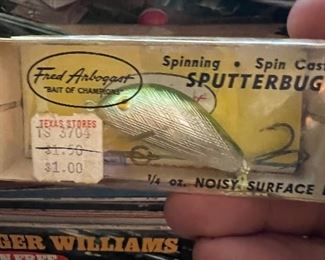 Spinning • Spin Cast
SPUTTERBUG
Fred Arbogast
"BAIT OF CHAMPIONS"
TEXAS STORES
TS 3704
$1.50
$1.00
1/4 oz. NOISY SURFACE
GER WILLIAMS